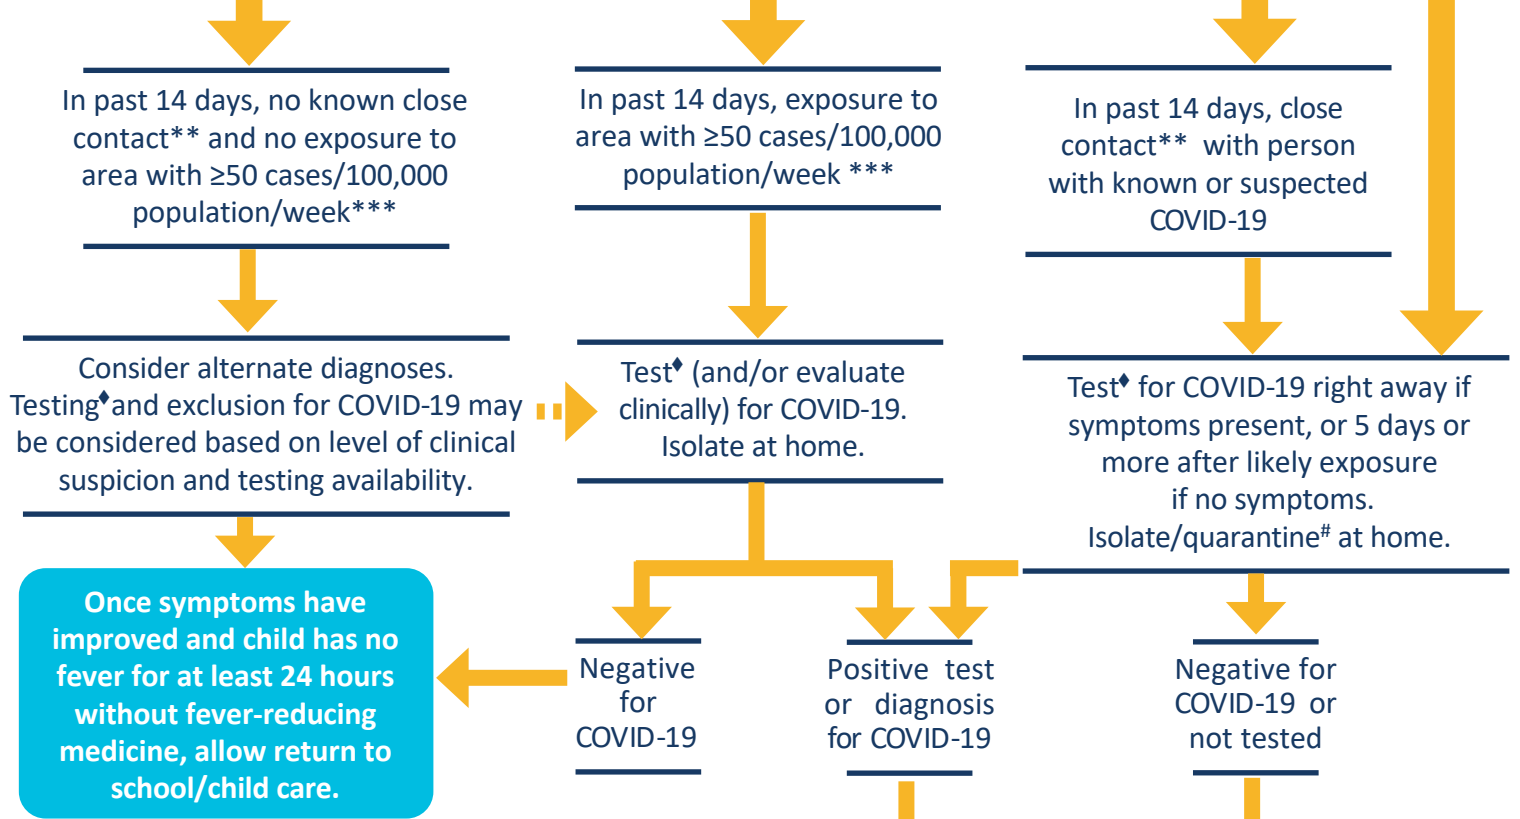 In past 14 days, no known close
contact** and no exposure to
area with ≥50 cases/100,000
population/week***
In past 14 days, exposure to
area with ≥50 cases/100,000
population/week ***
In past 14 days, close
contact** with person
with known or suspected
COVID-19
Consider alternate diagnoses.
Testing♦and exclusion for COVID-19 may
be considered based on level of clinical
suspicion and testing availability.
Test♦ (and/or evaluate
clinically) for COVID-19.
Isolate at home.
Test♦ for COVID-19 right away if
symptoms present, or 5 days or
more after likely exposure
if no symptoms.
Isolate/quarantine# at home.
Once symptoms have
improved and child has no
fever for at least 24 hours
without fever-reducing
medicine, allow return to
school/child care.
Negative
for
COVID-19
Positive test
or diagnosis
for COVID-19
Negative for
COVID-19 or
not tested